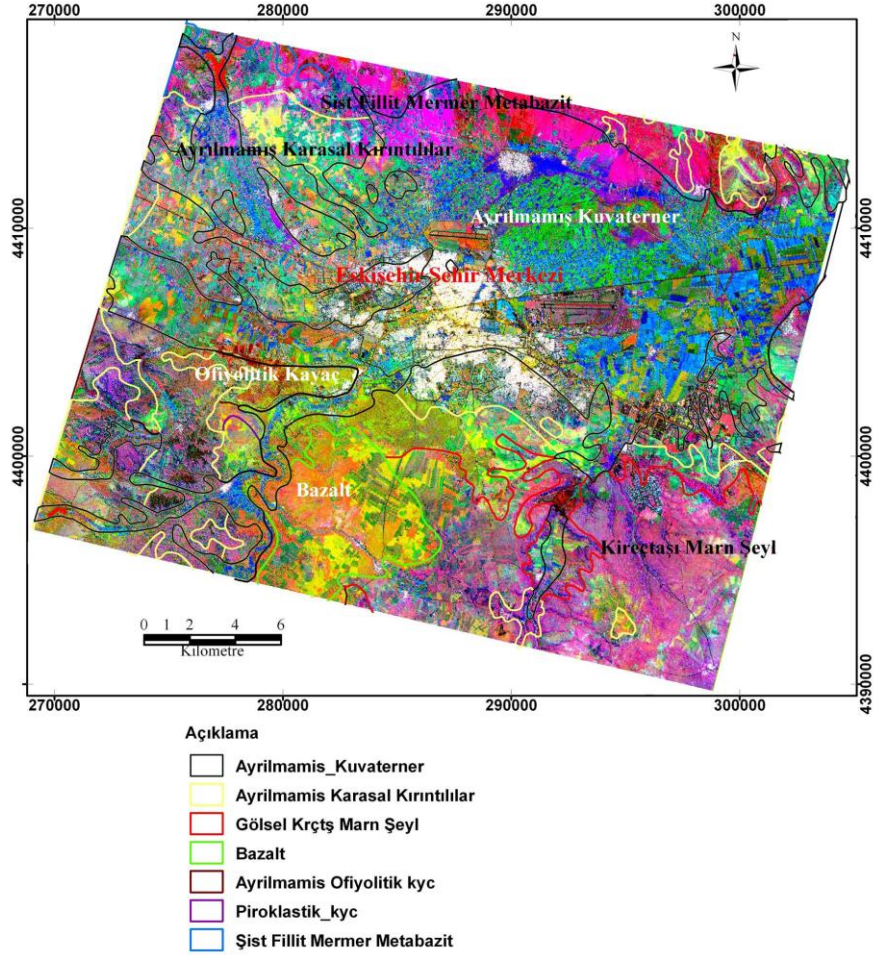 270000 280000 290000 300000
N
Şist Fillit Mermer Metabazit
Ayrılmamış Karasal Kırıntılılar
4410000 4410000
Ayrılmamış Kuvaterner
Eskişehir Şehir Merkezi
Ofiyolitik Kayaç
4400000 4400000
Bazalt
Kireçtaşı Marn Şeyl
0 1 2 4 6
Kilometre
4390000
270000 280000 290000 300000
Açıklama
Ayrilmamis_Kuvaterner
Ayrilmamis Karasal Kırıntılılar
Gölsel Krçtş Marn Şeyl
Bazalt
Ayrilmamis Ofiyolitik kyc
Piroklastik_kyc
Şist Fillit Mermer Metabazit